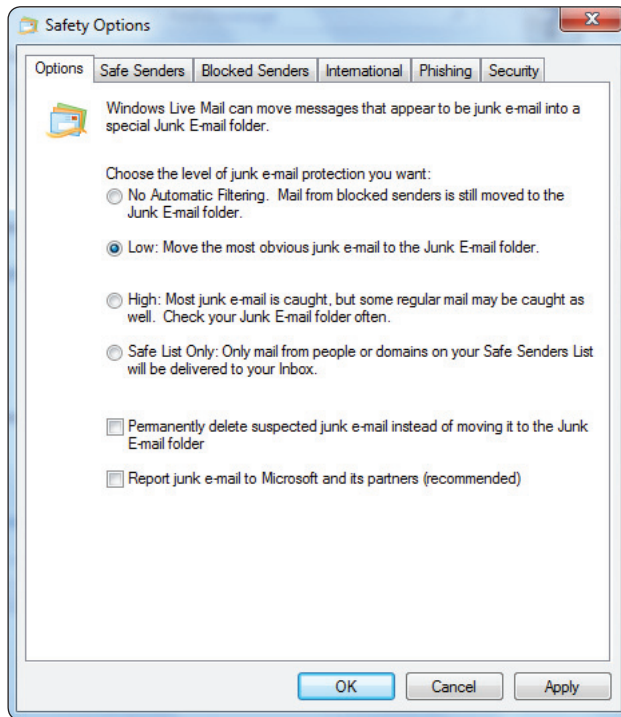 Safety Options
Options Safe Senders Blocked Senders International Phishing Security
Windows Live Mail can move messages that appear to be junk e-mail into a
special Junk E-mail folder.
Choose the level of junk e-mail protection you want:
No Automatic Filtering. Mail from blocked senders is still moved to the
Junk E-mail folder.
Low: Move the most obvious junk e-mail to the Junk E-mail folder.
High: Most junk e-mail is caught, but some regular mail may be caught as
well. Check your Junk E-mail folder often.
Safe List Only: Only mail from people or domains on your Safe Senders List
will be delivered to your Inbox.
Permanently delete suspected junk e-mail instead of moving it to the Junk
E-mail folder
Report junk e-mail to Microsoft and its partners (recommended)
OK Cancel Apply